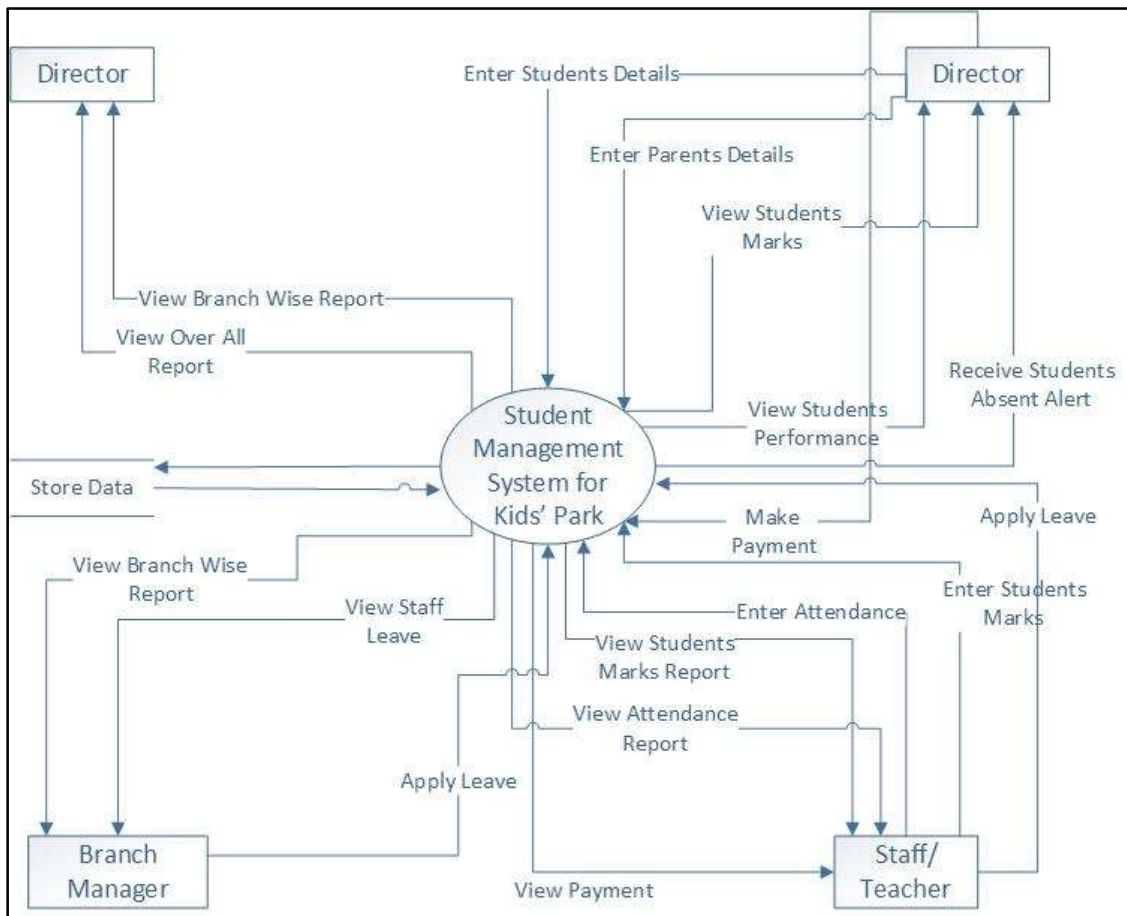 Director
Director
Enter Students Details
Enter Parents Details
View Students
Marks
View Branch Wise Report
View Over All
Report
Receive Students
Absent Alert
Student
Management
System for
Kids' Park
View Students
Performance
Store Data
Make
Payment
Apply Leave
View Branch Wise
Report
View Staff
Leave
Enter Attendance
Enter Students
Marks
View Students
Marks Report
View Attendance
Report
Apply Leave
Branch
Manager
View Payment
Staff/
Teacher